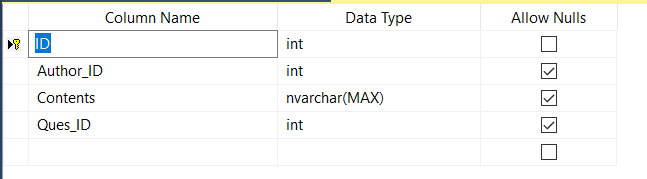 Column Name Data Type Allow Nulls
ID int
Author_ID int
Contents nvarchar(MAX)
Ques_ID int